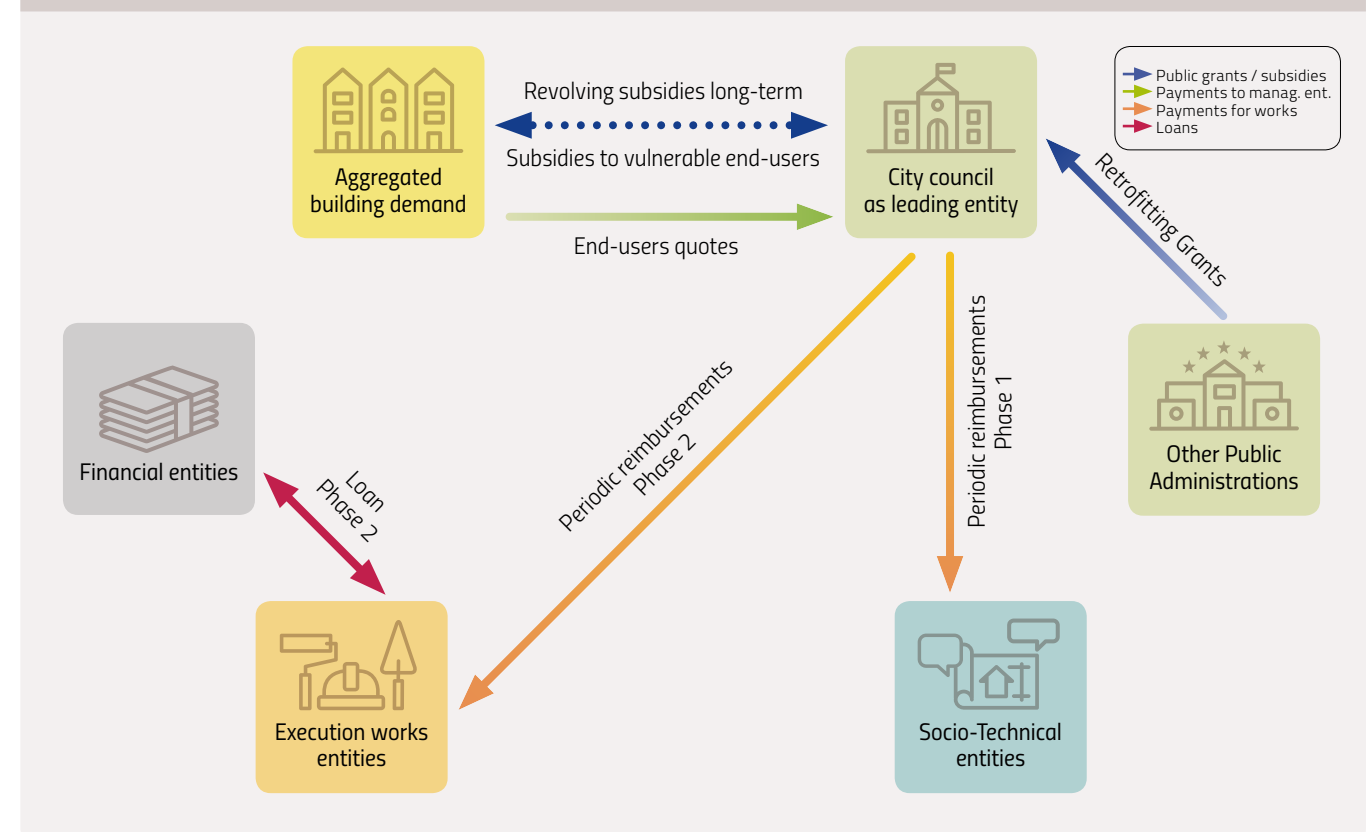 Revolving subsidies long-term
Subsidies to vulnerable end-users
End-users quotes
Aggregated
building demand
City council
as leading entity
Public grants / subsidies
Payments to manag. ent.
Payments for works
Loans
Retrofitting Grants
Financial entities
Loan
Phase 2
Periodic reimbursements
Phase 2
Periodic reimbursements
Phase 1
Other Public
Administrations
Execution works
entities
Socio-Technical
entities